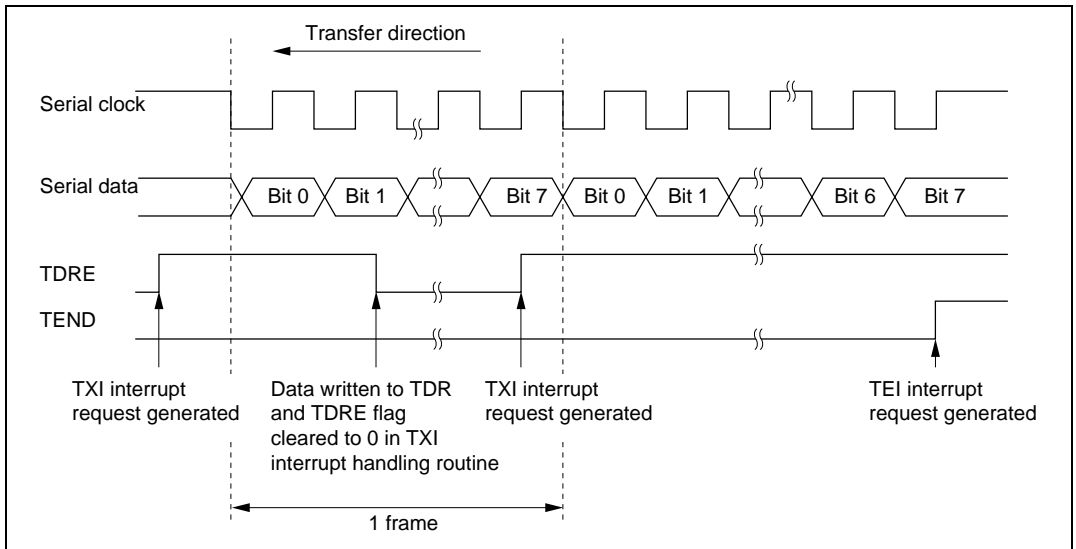 Transfer direction
Serial clock
Serial data
Bit 0 Bit 1 Bit 7 Bit 0 Bit 1 Bit 6 Bit 7
TDRE
TEND
TXI interrupt
request generated
Data written to TDR
and TDRE flag
cleared to 0 in TXI
interrupt handling routine
TXI interrupt
request generated
TEI interrupt
request generated
1 frame